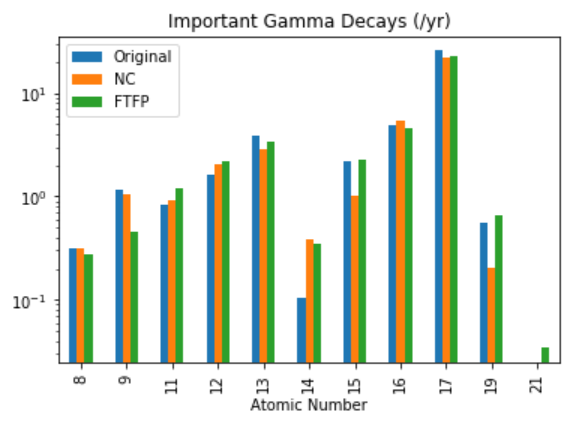 Important Gamma Decays (/yr)
Original
NC
FTFP
10¹
10⁰
10⁻¹
8 9 11 12 13 14 15 16 17 19 21
Atomic Number